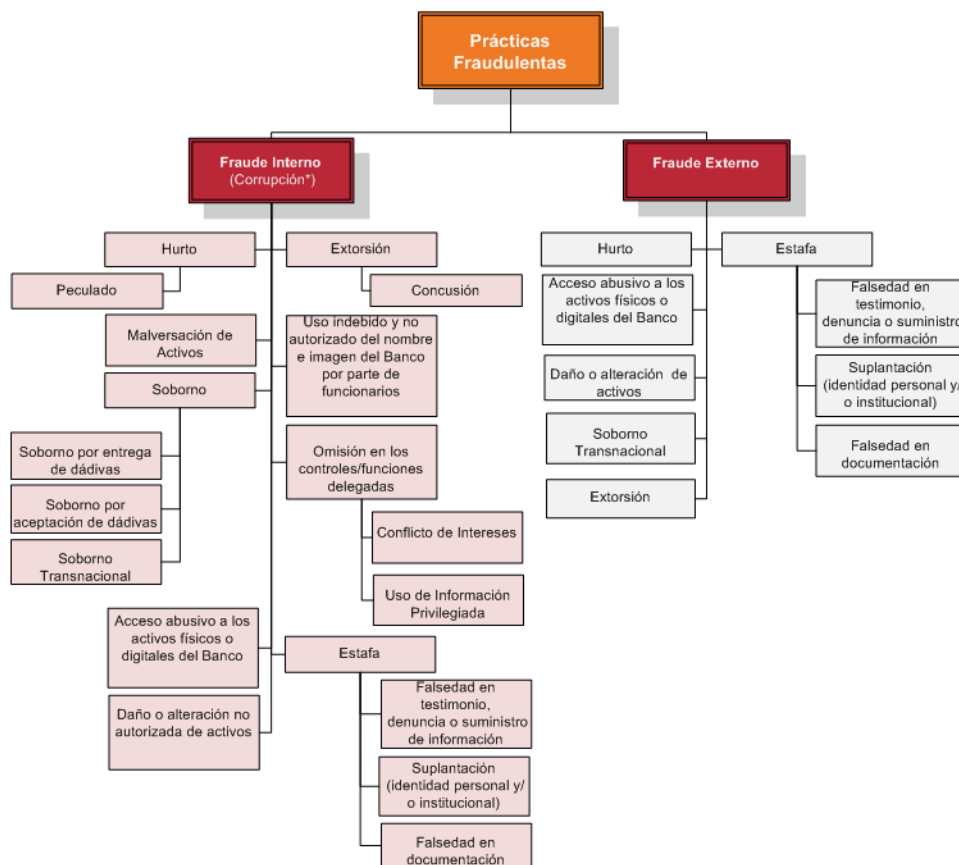 Prácticas
Fraudulentas
Fraude Interno
(Corrupción*)
Fraude Externo
Hurto
Extorsión
Peculado
Concusión
Malversación de
Activos
Uso indebido y no
autorizado del nombre
e imagen del Banco
por parte de
funcionarios
Soborno
Soborno por entrega
de dádivas
Soborno por
aceptación de dádivas
Soborno
Transnacional
Omisión en los
controles/funciones
delegadas
Conflicto de Intereses
Uso de Información
Privilegiada
Acceso abusivo a los
activos físicos o
digitales del Banco
Estafa
Daño o alteración no
autorizada de activos
Falsedad en
testimonio,
denuncia o suministro
de información
Suplantación
(identidad personal y/
o institucional)
Falsedad en
documentación
Hurto
Estafa
Acceso abusivo a los
activos físicos o
digitales del Banco
Daño o alteración de
activos
Soborno
Transnacional
Extorsión
Falsedad en
testimonio,
denuncia o suministro
de información
Suplantación
(identidad personal y/
o institucional)
Falsedad en
documentación